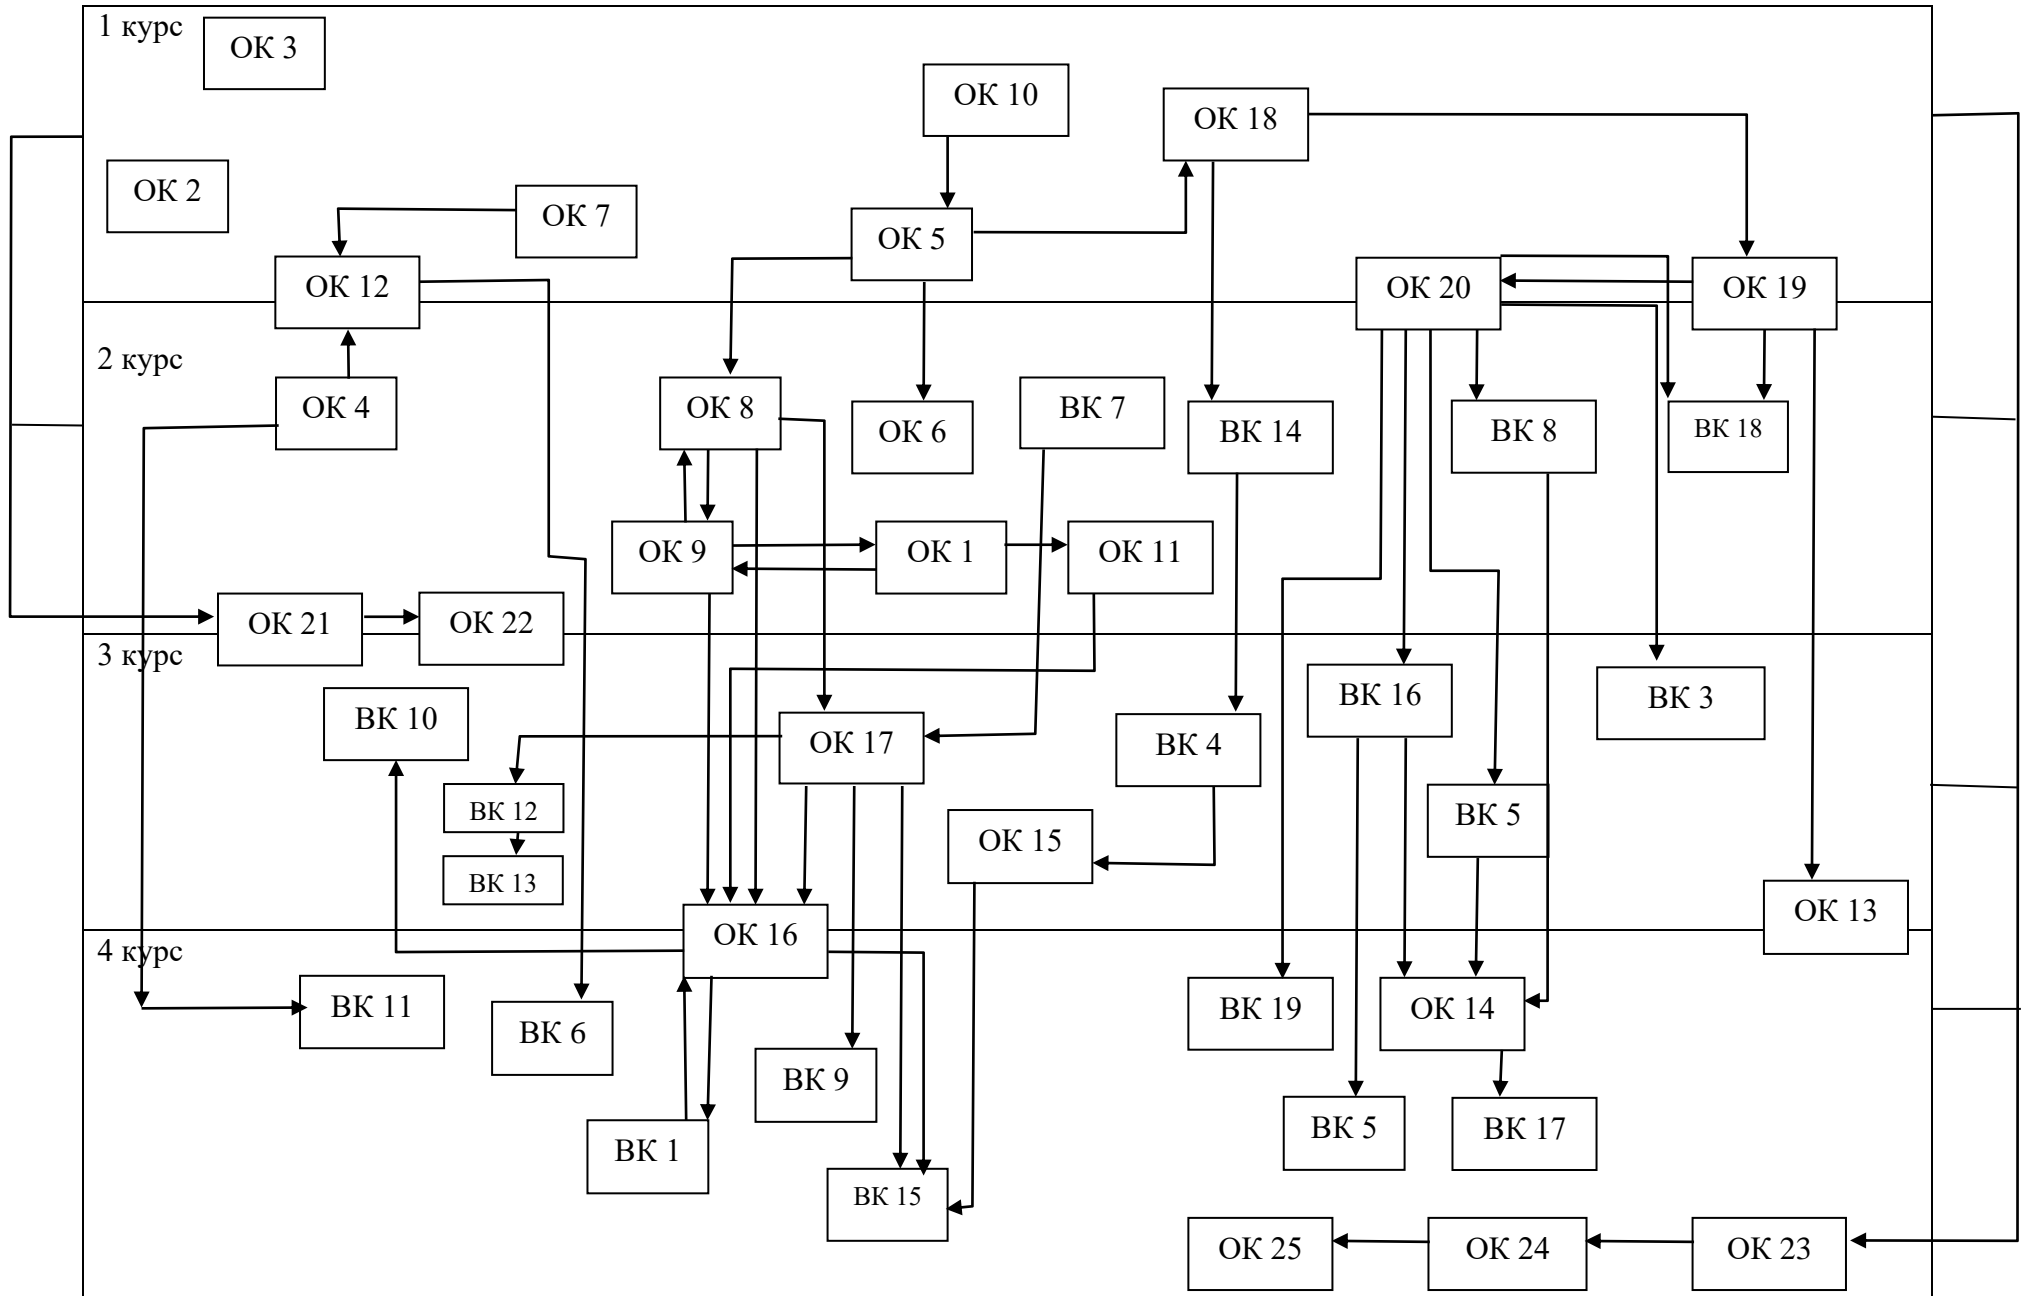 1 курс
ОК 3
ОК 10
ОК 18
ОК 2
ОК 7
ОК 5
ОК 12
ОК 20
ОК 19
2 курс
ОК 4
ОК 8
ОК 6
ВК 7
ВК 14
ВК 8
ВК 18
ОК 9
ОК 1
ОК 11
ОК 21
ОК 22
3 курс
ВК 10
ОК 17
ВК 4
ВК 16
ВК 3
ВК 12
ОК 15
ВК 5
ВК 13
ОК 13
ОК 16
4 курс
ВК 11
ВК 6
ВК 19
ОК 14
ВК 9
ВК 5
ВК 17
ВК 1
ВК 15
ОК 25
ОК 24
ОК 23